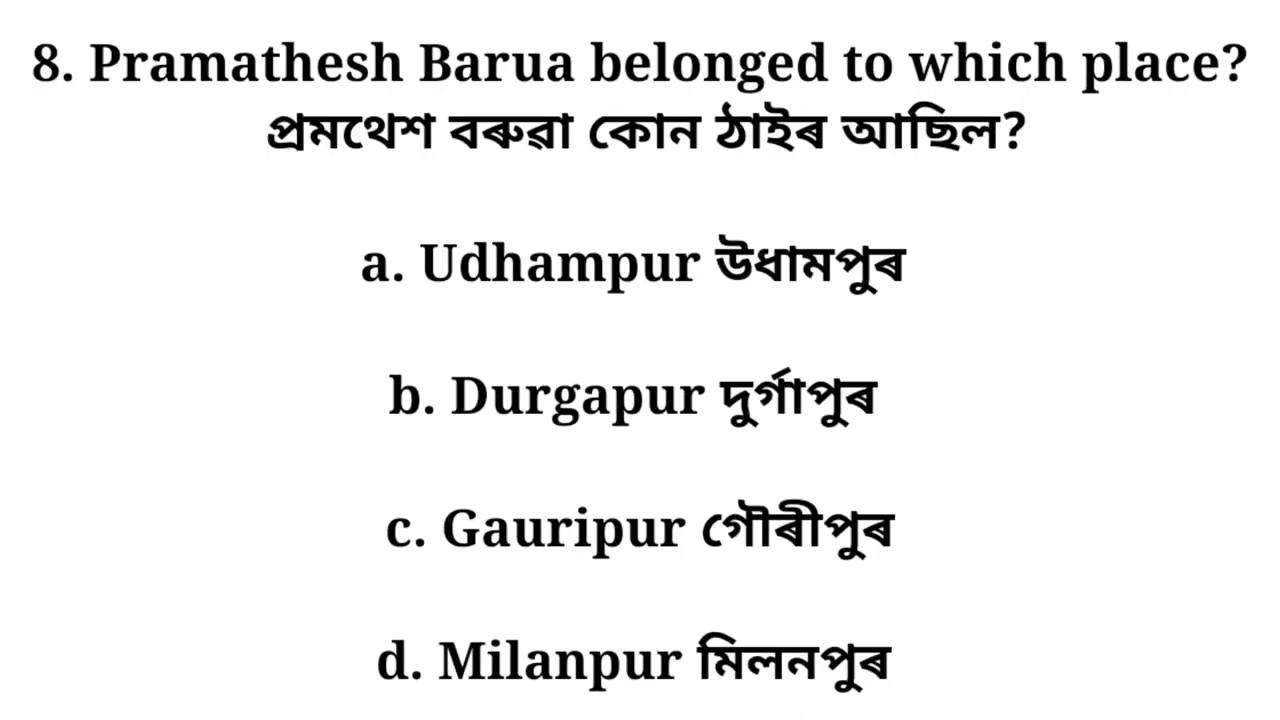 8. Pramathesh Barua belonged to which place?
প্ৰমথেশ বৰুৱা কোন ঠাইৰ আছিল?
a. Udhampur উধামপুৰ
b. Durgapur দুৰ্গাপুৰ
c. Gauripur গৌৰীপুৰ
d. Milanpur মিলনপুৰ